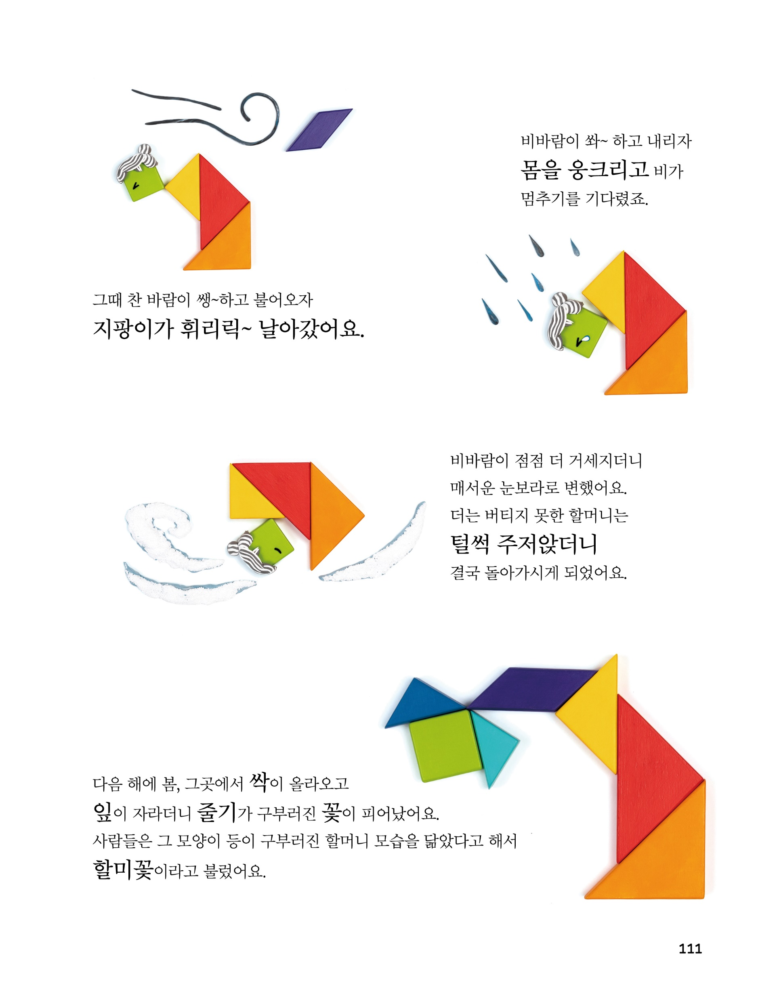 그때 찬 바람이 쌩~하고 불어오자
지팡이가 휘리릭~ 날아갔어요.
비바람이 쏴~ 하고 내리자
몸을 웅크리고 비가
멈추기를 기다렸죠.
비바람이 점점 더 거세지더니
매서운 눈보라로 변했어요.
더는 버티지 못한 할머니는
털썩 주저앉더니
결국 돌아가시게 되었어요.
다음 해에 봄, 그곳에서 싹이 올라오고
잎이 자라더니 줄기가 구부러진 꽃이 피어났어요.
사람들은 그 모양이 등이 구부러진 할머니 모습을 닮았다고 해서
할미꽃이라고 불렀어요.
111